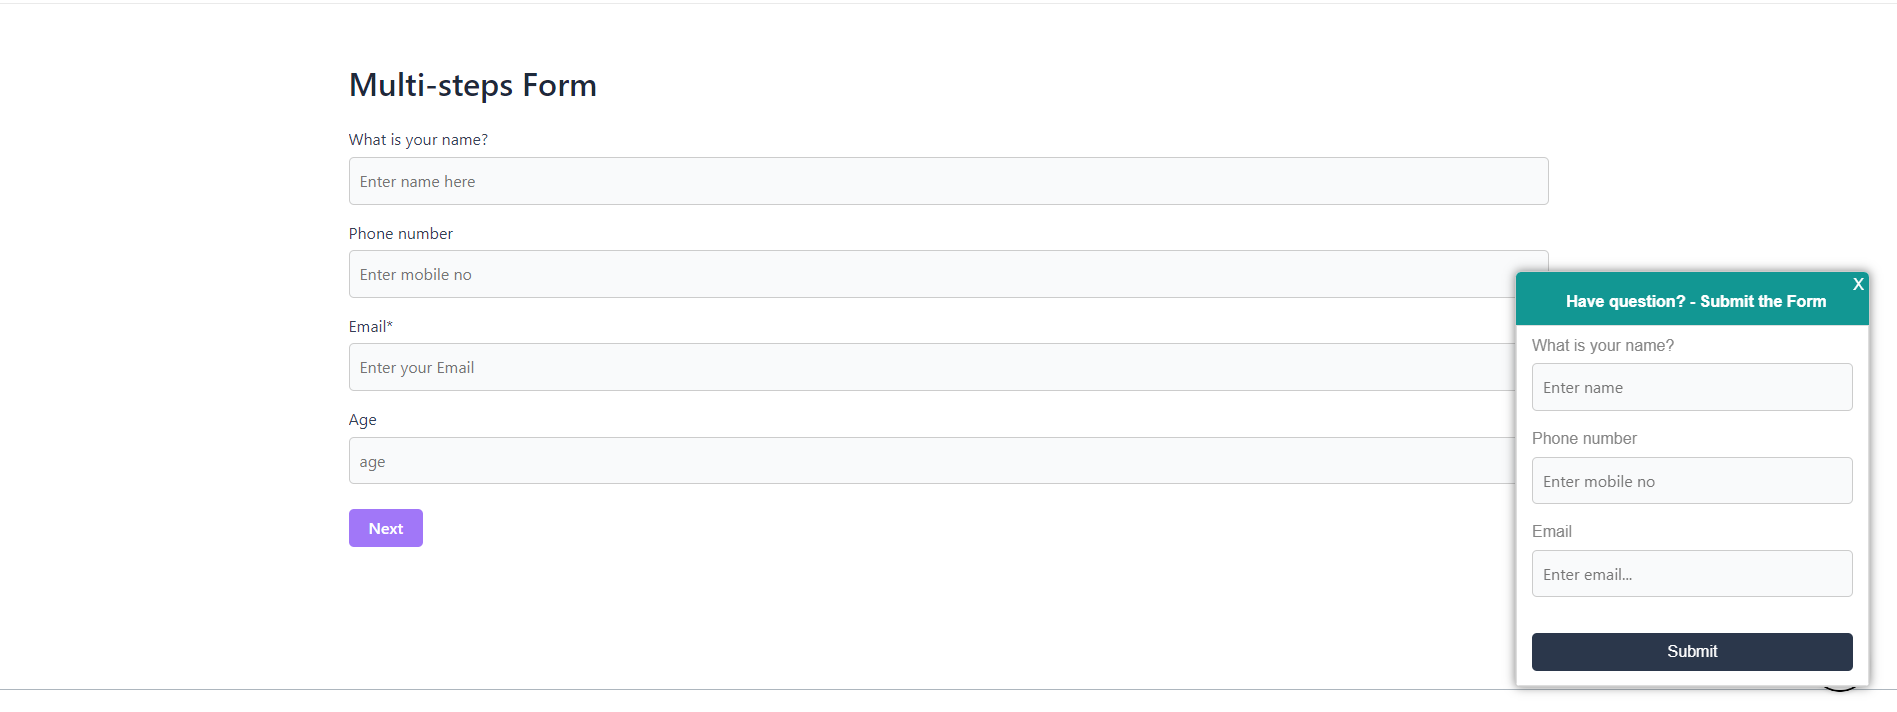 Multi-steps Form
What is your name?
Enter name here
Phone number
Enter mobile no
Email*
Enter your Email
Age
age
Next
X
Have question? - Submit the Form
What is your name?
Enter name
Phone number
Enter mobile no
Email
Enter email...
Submit